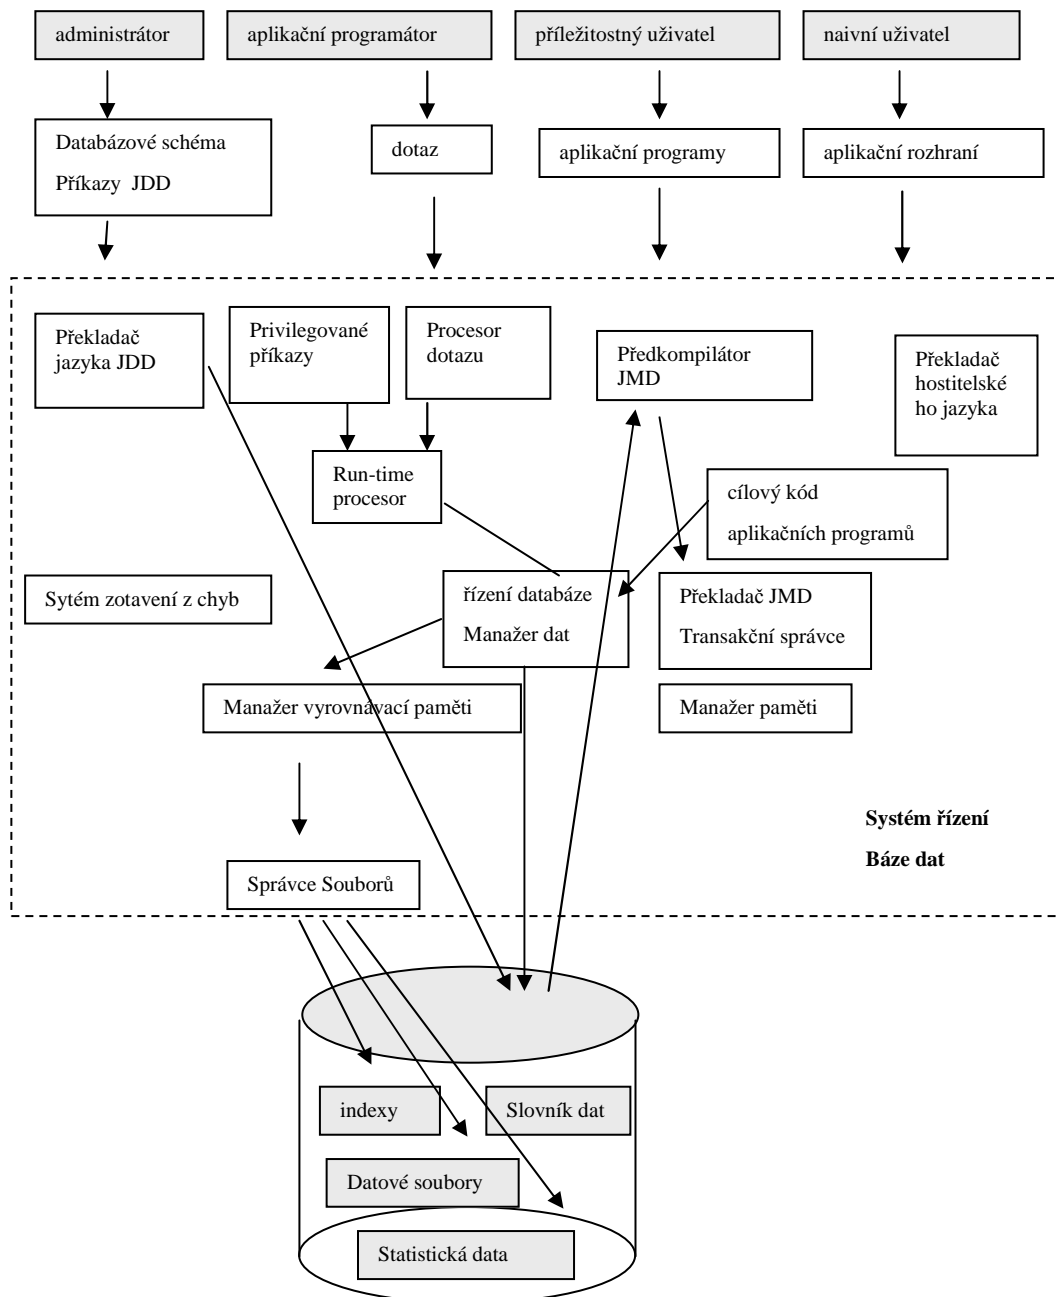 administrátor
aplikační programátor
příležitostný uživatel
naivní uživatel
Databázové schéma
Příkazy JDD
dotaz
aplikační programy
aplikační rozhraní
Překladač
jazyka JDD
Privilegované
příkazy
Procesor
dotazu
Předkompilátor
JMD
Překladač
hostitelské
ho jazyka
Run-time
procesor
cílový kód
aplikačních programů
Sytém zotavení z chyb
řízení databáze
Manažer dat
Překladač JMD
Transakční správce
Manažer vyrovnávací paměti
Manažer paměti
Systém řízení
Báze dat
Správce Souborů
indexy
Slovník dat
Datové soubory
Statistická data